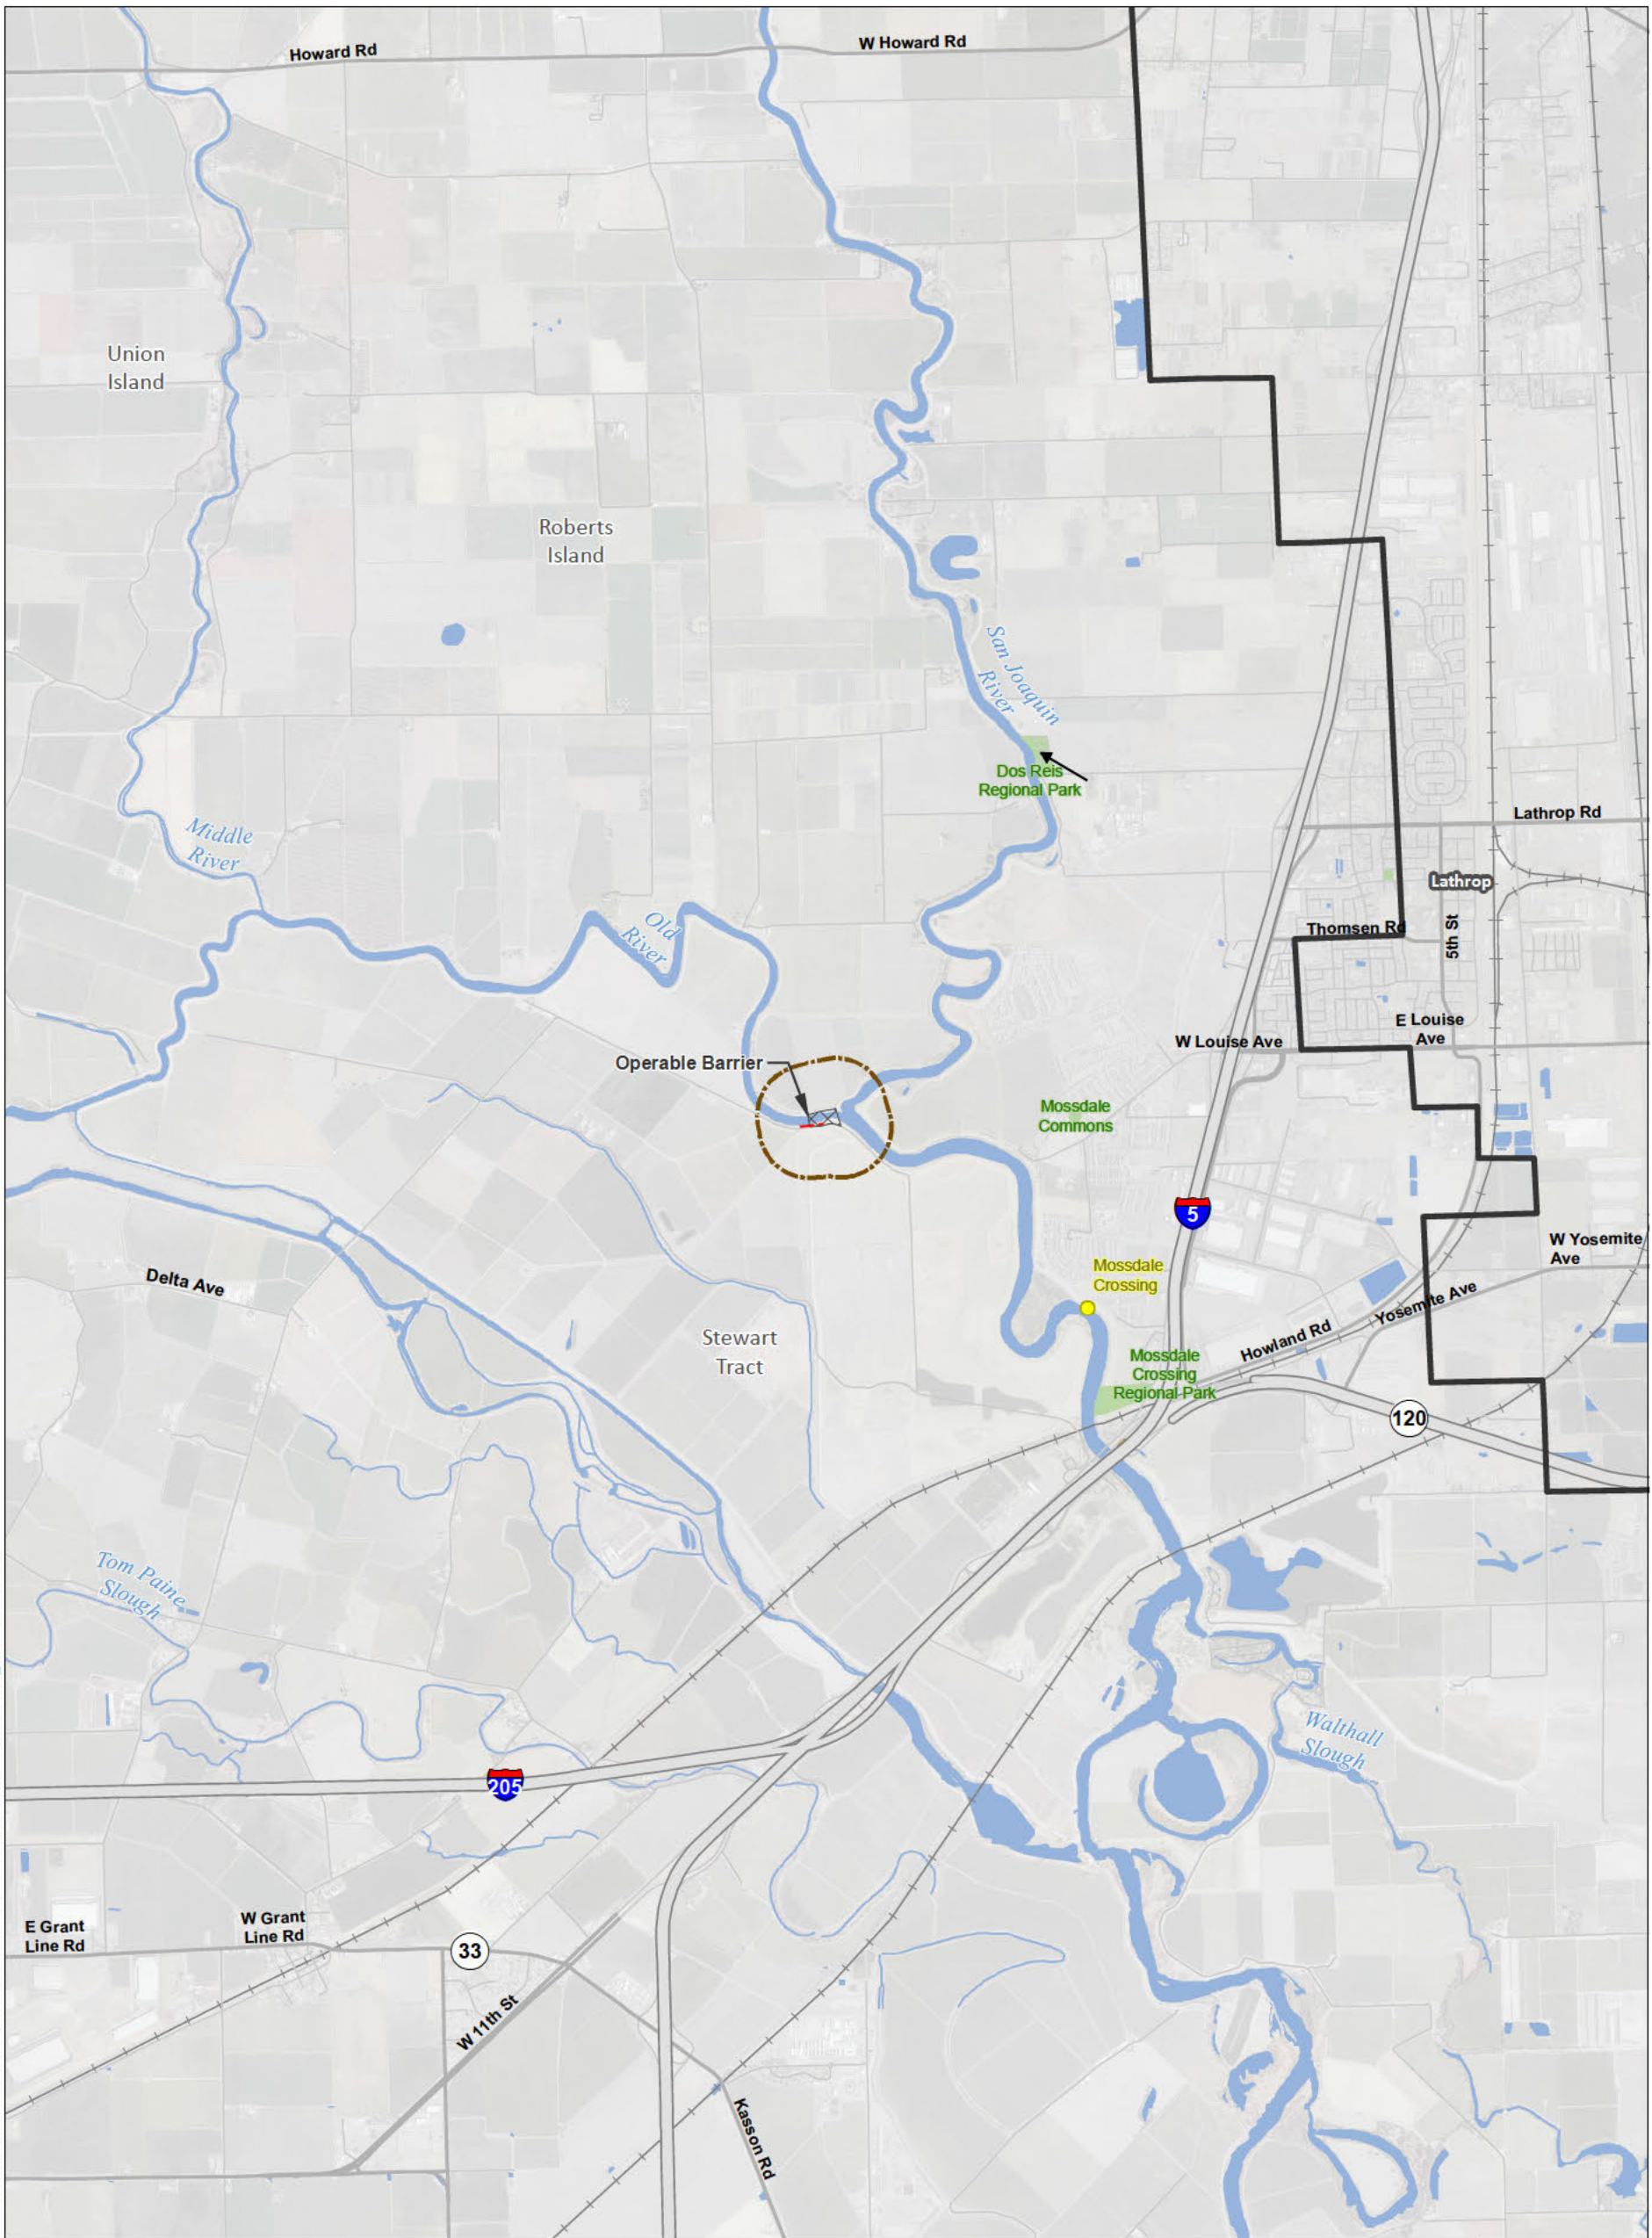 Howard Rd
W Howard Rd
Union
Island
Roberts
Island
San Joaquin
River
Dos Reis
Regional Park
Lathrop Rd
Middle
River
Lathrop
Old
River
Thomsen Rd
5th St
E Louise
Ave
W Louise Ave
Operable Barrier
Mossdale
Commons
5
W Yosemite
Ave
Mossdale
Crossing
Delta Ave
Yosemite Ave
Stewart
Tract
Howland Rd
Mossdale
Crossing
Regional Park
120
Tom Paine
Slough
Walthall
Slough
205
E Grant
Line Rd
W Grant
Line Rd
33
W 11th St
Kasson Rd